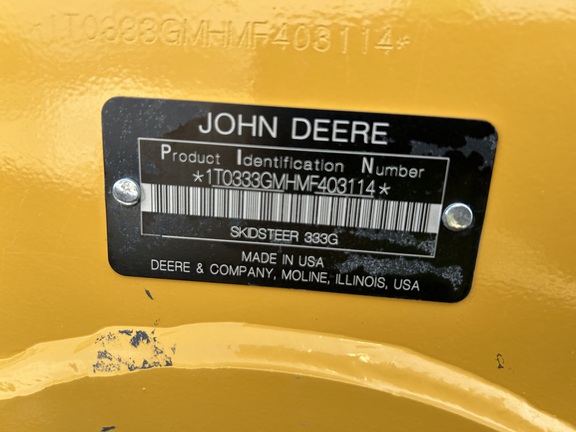 1T0333GMHMF403114*
JOHN DEERE
Product Identification Number
*1T0333GMHMF403114*
SKIDSTEER 333G
MADE IN USA
DEERE & COMPANY, MOLINE, ILLINOIS, USA